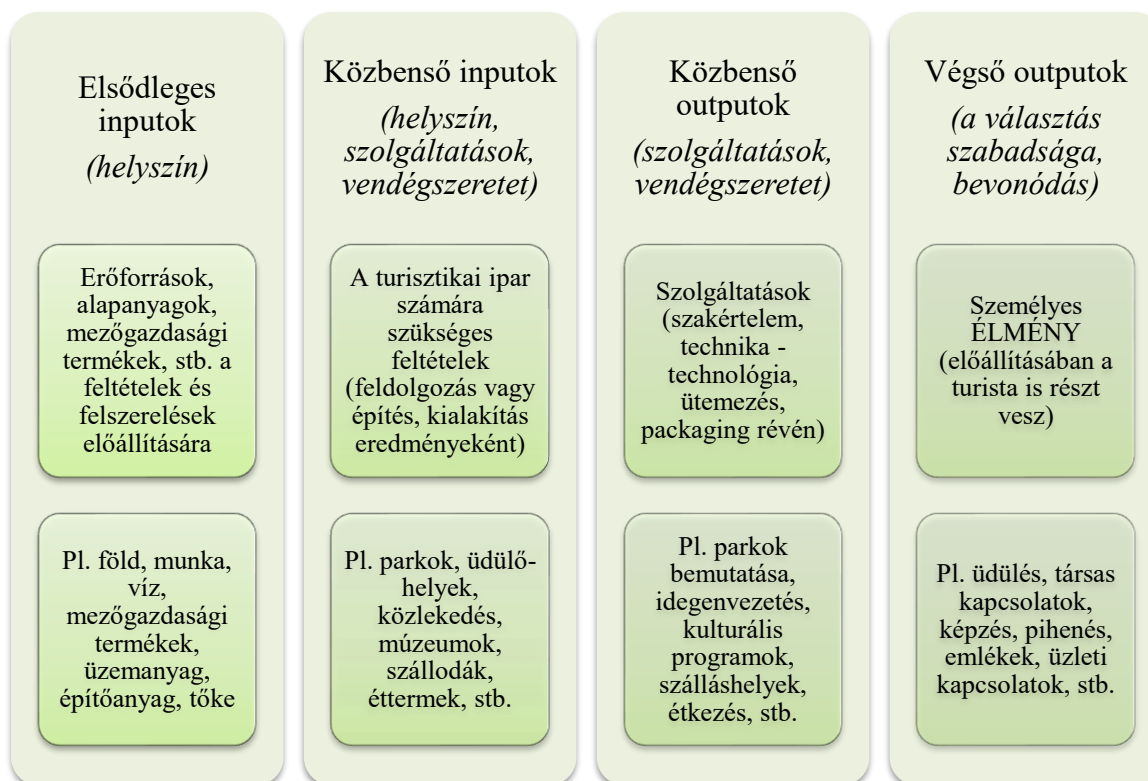 Elsődleges
inputok
(helyszín)
Erőforrások,
alapanyagok,
mezőgazdasági
termékek, stb. a
feltételek és
felszerelések
előállítására
Pl. föld, munka,
víz,
mezőgazdasági
termékek,
üzemanyag,
építőanyag, tőke
Közbenső inputok
(helyszín,
szolgáltatások,
vendégszeretet)
A turisztikai ipar
számára
szükséges
feltételek
(feldolgozás vagy
építés, kialakítás
eredményeként)
Pl. parkok, üdülő-
helyek,
közlekedés,
múzeumok,
szállodák,
éttermek, stb.
Közbenső
outputok
(szolgáltatások,
vendégszeretet)
Szolgáltatások
(szakértelem,
technika -
technológia,
ütemezés,
packaging révén)
Pl. parkok
bemutatása,
idegenvezetés,
kulturális
programok,
szálláshelyek,
étkezés, stb.
Végső outputok
(a választás
szabadsága,
bevonódás)
Személyes
ÉLMÉNY
(előállításában a
turista is részt
vesz)
Pl. üdülés, társas
kapcsolatok,
képzés, pihenés,
emlékek, üzleti
kapcsolatok, stb.